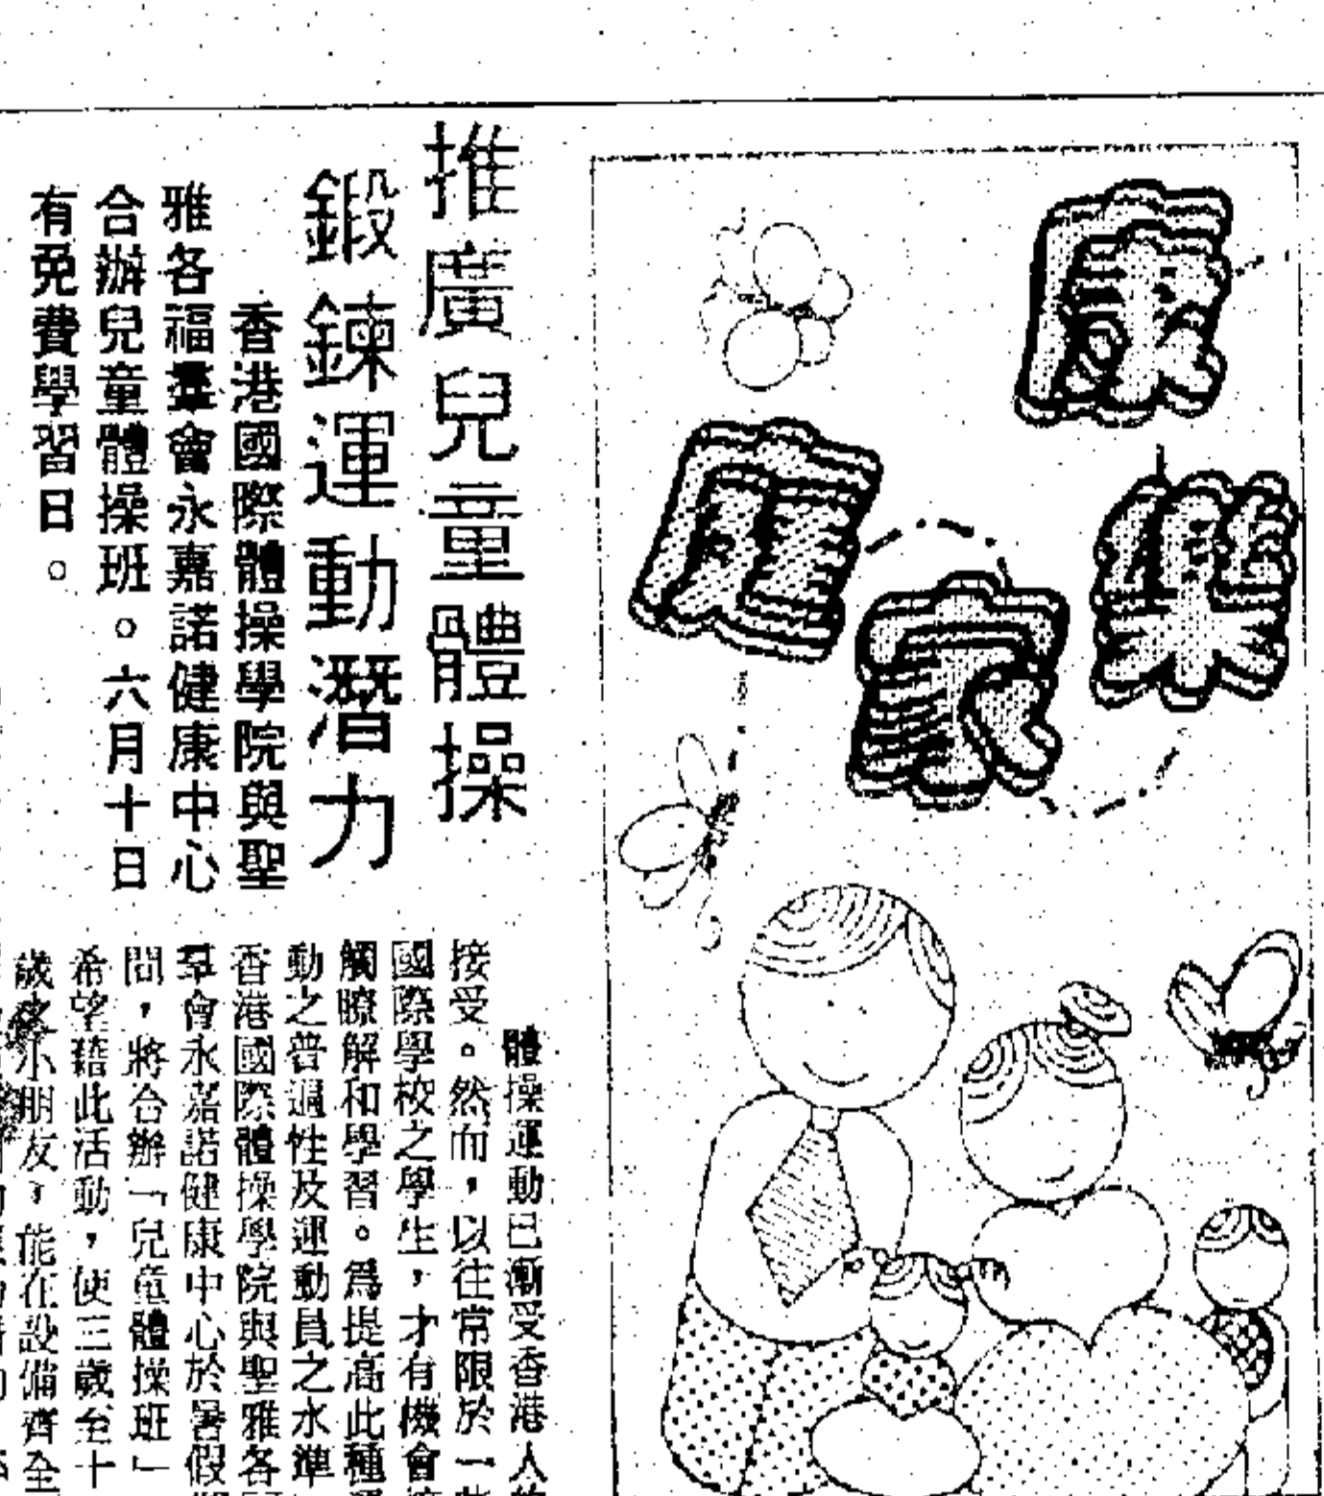 康樂家庭
推廣兒童體操
鍛鍊運動潛力
香港國際體操學院與聖
雅各福羣會永嘉諾健康中心
合辦兒童體操班。六月十日
有免費學習日。
體操運動已漸受香港人
接受。然而，以往常限於一些
國際學校之學生，才有機會接
觸瞭解和學習。爲提高此種運
動之普遍性及運動員之水準
香港國際體操學院與聖雅各
羣會永嘉諾健康中心於暑假
間，將合辦「兒童體操班」
希望藉此活動，使三歲至十
歲之小朋友，能在設備齊全